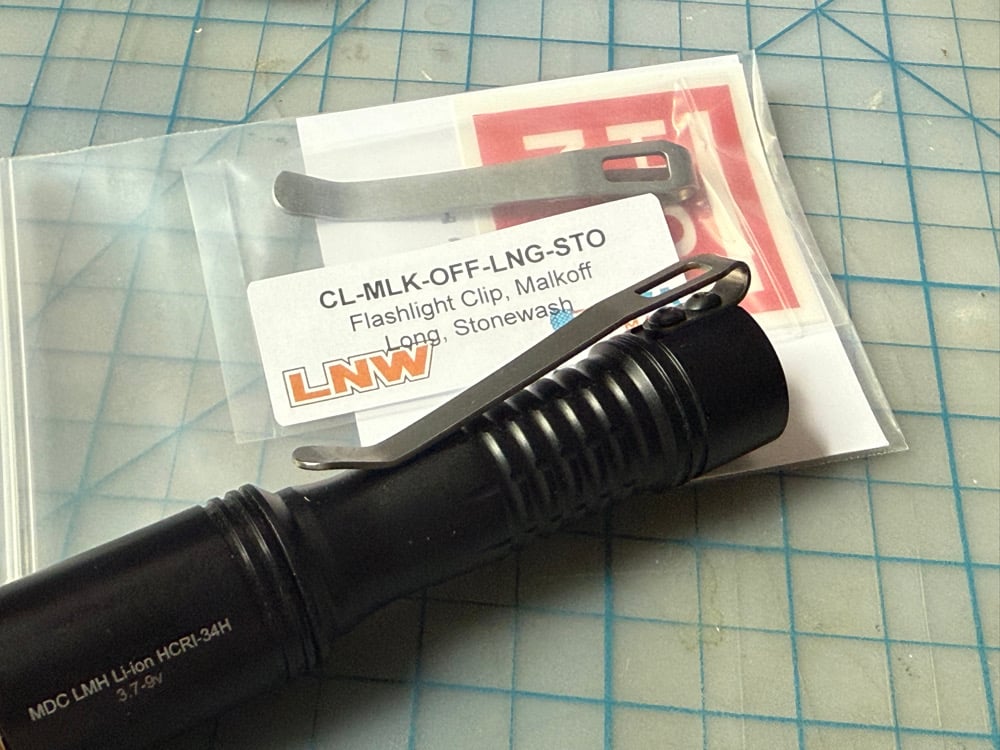 CL-MLK-OFF-LNG-STO
Flashlight Clip, Malkoff
Long, Stonewash
LNW
MDC LMH Li-ion HCRI-34H
3.7-9v